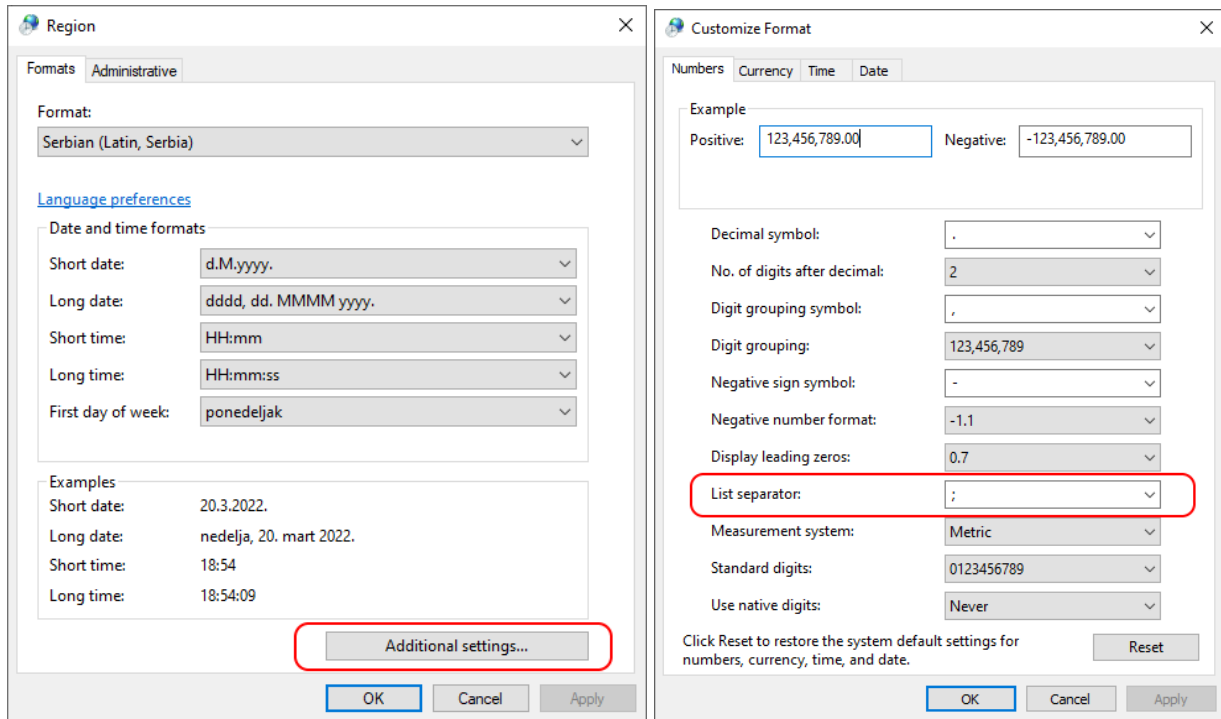 Region
Formats Administrative
Format:
Serbian (Latin, Serbia)
Language preferences
Date and time formats
Short date: d.M.yyyy.
Long date: dddd, dd. MMMM yyyy.
Short time: HH:mm
Long time: HH:mm:ss
First day of week: ponedeljak
Examples
Short date: 20.3.2022.
Long date: nedelja, 20. mart 2022.
Short time: 18:54
Long time: 18:54:09
Additional settings...
OK Cancel Apply
Customize Format
Numbers Currency Time Date
Example
Positive: 123,456,789.00 Negative: -123,456,789.00
Decimal symbol: .
No. of digits after decimal: 2
Digit grouping symbol: ,
Digit grouping: 123,456,789
Negative sign symbol: -
Negative number format: -1.1
Display leading zeros: 0.7
List separator: ;
Measurement system: Metric
Standard digits: 0123456789
Use native digits: Never
Click Reset to restore the system default settings for
numbers, currency, time, and date.
Reset
OK Cancel Apply